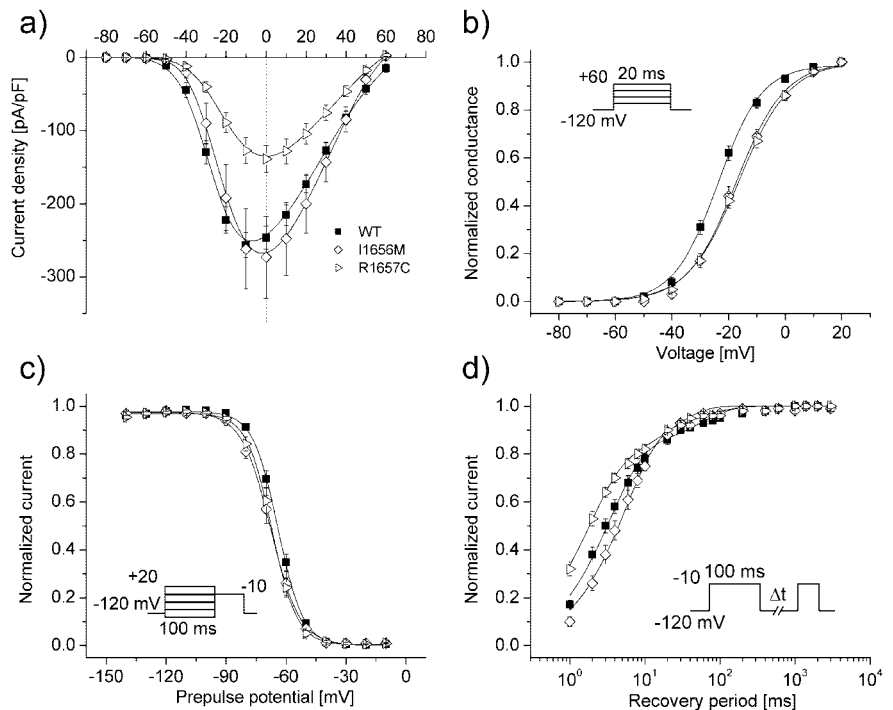 a)
-80 -60 -40 -20 0 20 40 60 80
0
-100
-200
-300
Current density [pA/pF]
WT
I1656M
R1657C
b)
+60 20 ms
-120 mV
1.0
0.8
0.6
0.4
0.2
0.0
Normalized conductance
-80 -60 -40 -20 0 20
Voltage [mV]
c)
1.0
0.8
0.6
0.4
0.2
0.0
Normalized current
+20 -10
-120 mV
100 ms
-150 -120 -90 -60 -30 0
Prepulse potential [mV]
d)
1.0
0.8
0.6
0.4
0.2
0.0
Normalized current
-10 100 ms
Δt
-120 mV
10⁰ 10¹ 10² 10³ 10⁴
Recovery period [ms]